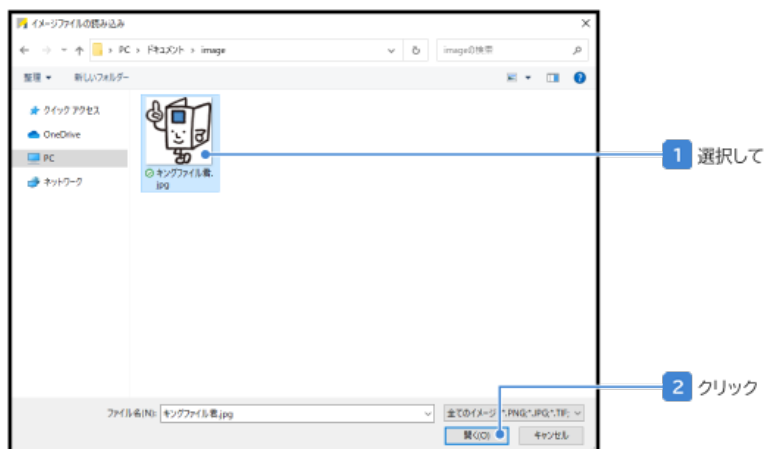 イメージファイルの読み込み
PC › ドキュメント › image
imageの検索
整理
新しいフォルダー
クイック アクセス
OneDrive
PC
ネットワーク
キングファイル君.
jpg
1 選択して
2 クリック
ファイル名(N): キングファイル君.jpg
全てのイメージ (*.PNG;*.JPG;*.TIF;
開く(O)
キャンセル